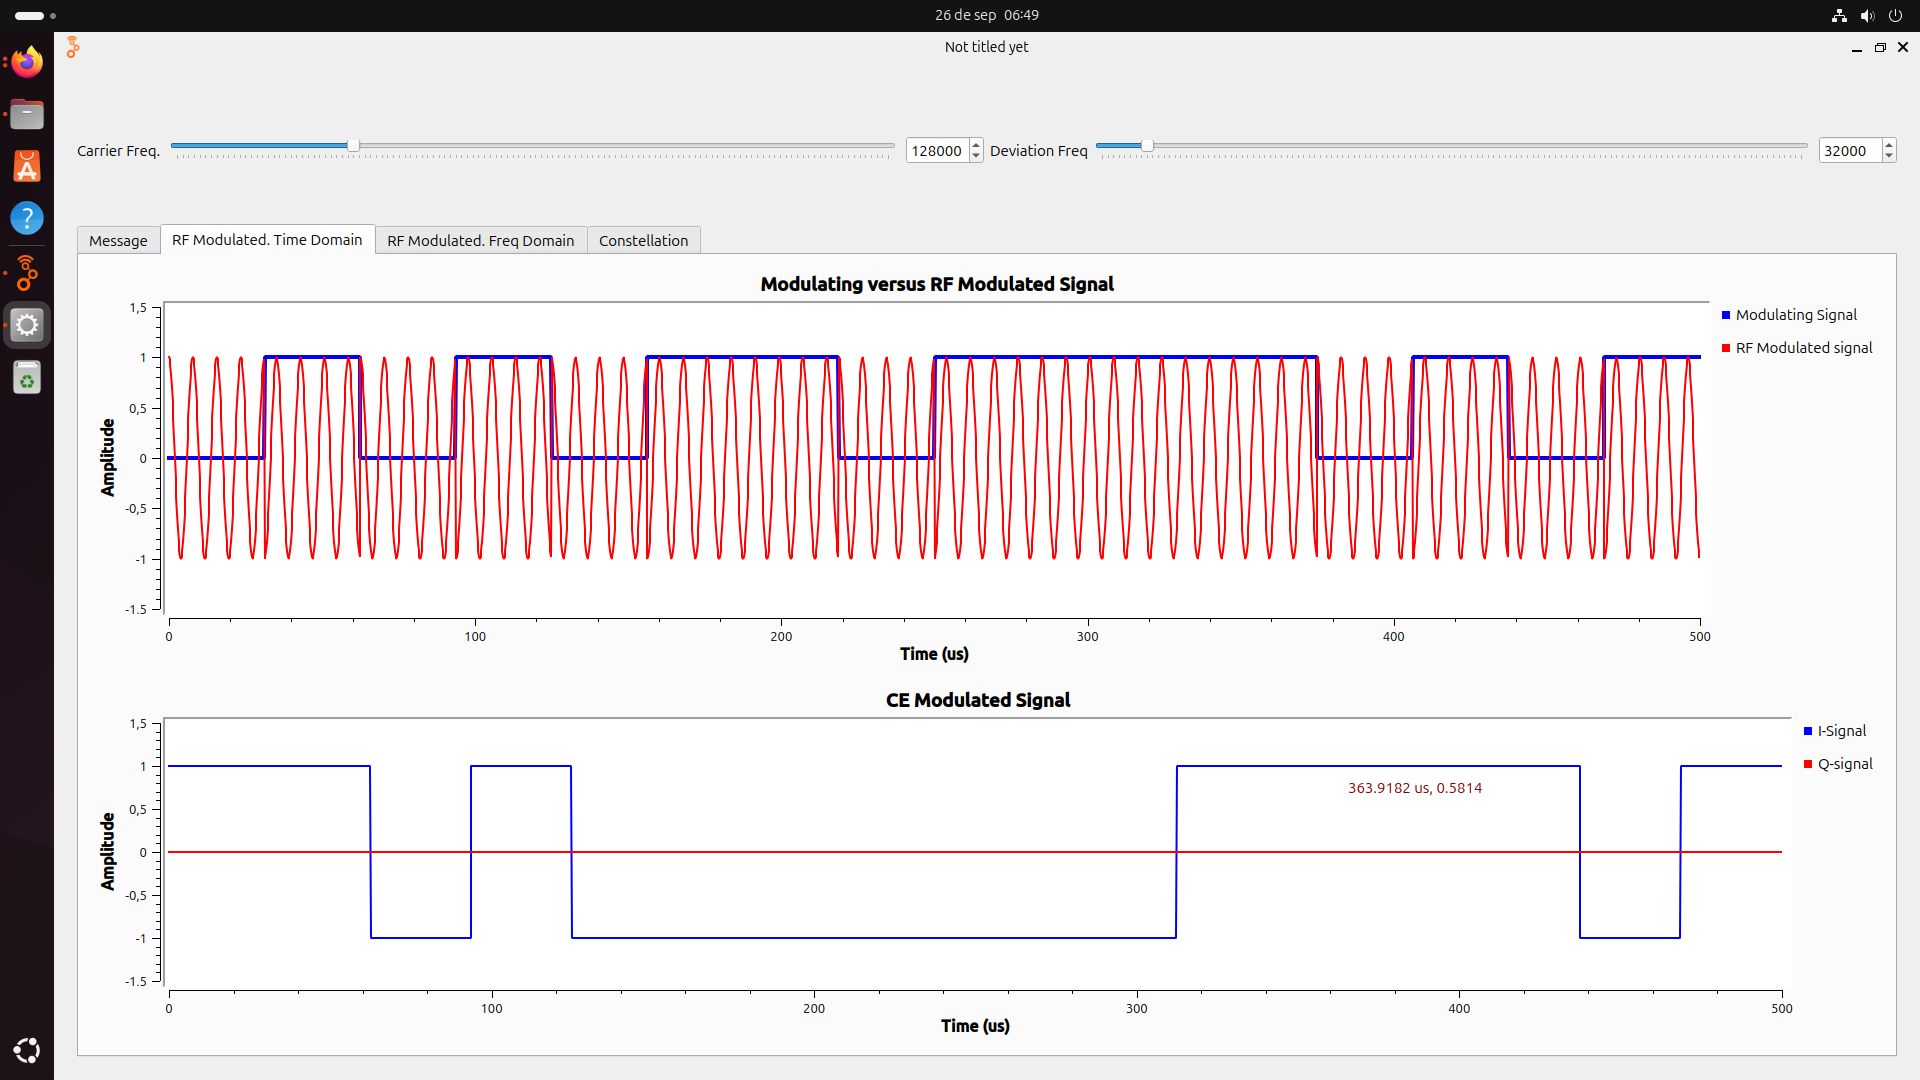 26 de sep 06:49
Not titled yet
Carrier Freq.
128000
Deviation Freq
32000
Message
RF Modulated. Time Domain
RF Modulated. Freq Domain
Constellation
Modulating versus RF Modulated Signal
1,5
1
0,5
0
-0,5
-1
-1.5
Amplitude
0 100 200 300 400 500
Time (us)
Modulating Signal
RF Modulated signal
CE Modulated Signal
1,5
1
0,5
0
-0,5
-1
-1.5
Amplitude
363.9182 us, 0.5814
0 100 200 300 400 500
Time (us)
I-Signal
Q-signal